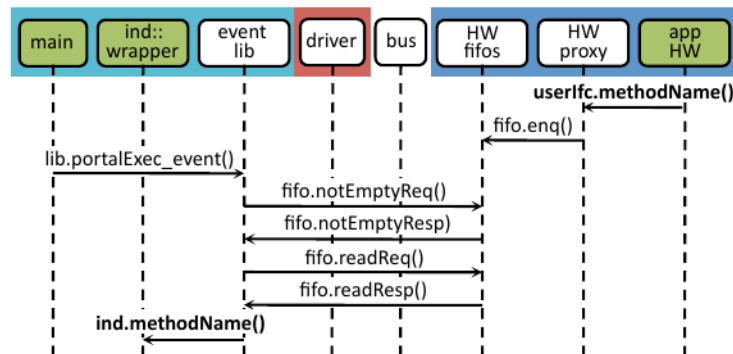 main
ind::
wrapper
event
lib
driver
bus
HW
fifos
HW
proxy
app
HW
userIfc.methodName()
fifo.enq()
lib.portalExec_event()
fifo.notEmptyReq()
fifo.notEmptyResp)
fifo.readReq()
fifo.readResp()
ind.methodName()